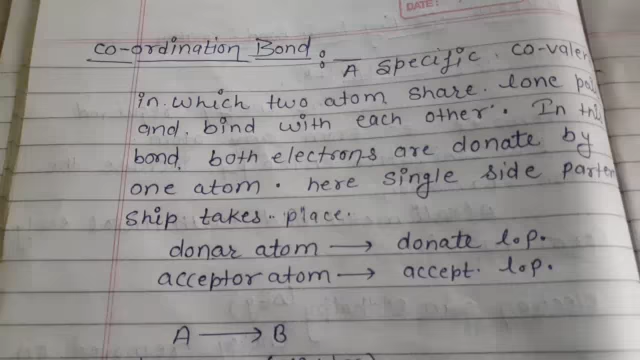 DATE:
Co-ordination Bond :- A specific co-valen
in which two atom share lone pai
and bind with each other. In thi
bond both electrons are donate by
one atom. here single side parten
ship takes place.
donar atom → donate l.p.
acceptor atom → accept l.p.
A → B